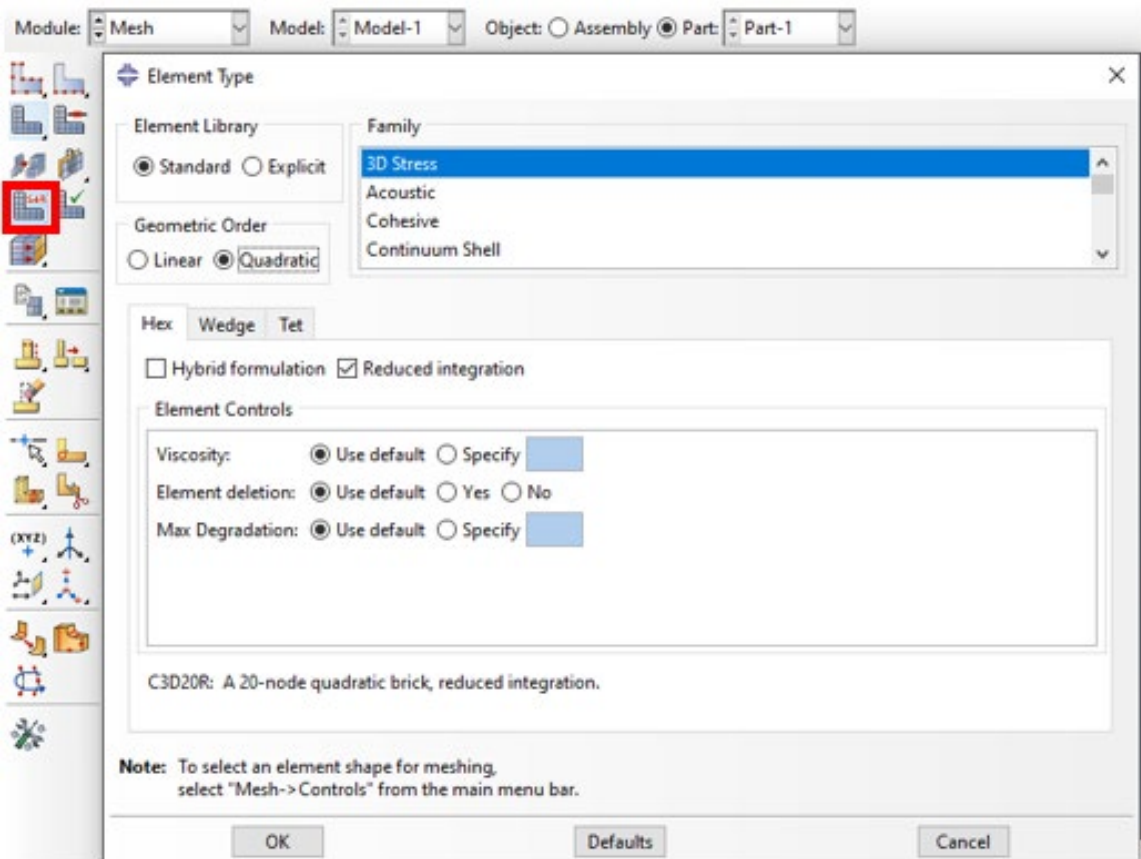 Module: Mesh Model: Model-1 Object: Assembly Part: Part-1
Element Type
Element Library
Standard Explicit
Family
3D Stress
Acoustic
Cohesive
Continuum Shell
Geometric Order
Linear Quadratic
Hex Wedge Tet
Hybrid formulation Reduced integration
Element Controls
Viscosity: Use default Specify
Element deletion: Use default Yes No
Max Degradation: Use default Specify
C3D20R: A 20-node quadratic brick, reduced integration.
Note: To select an element shape for meshing,
select "Mesh->Controls" from the main menu bar.
OK Defaults Cancel
(XYZ)